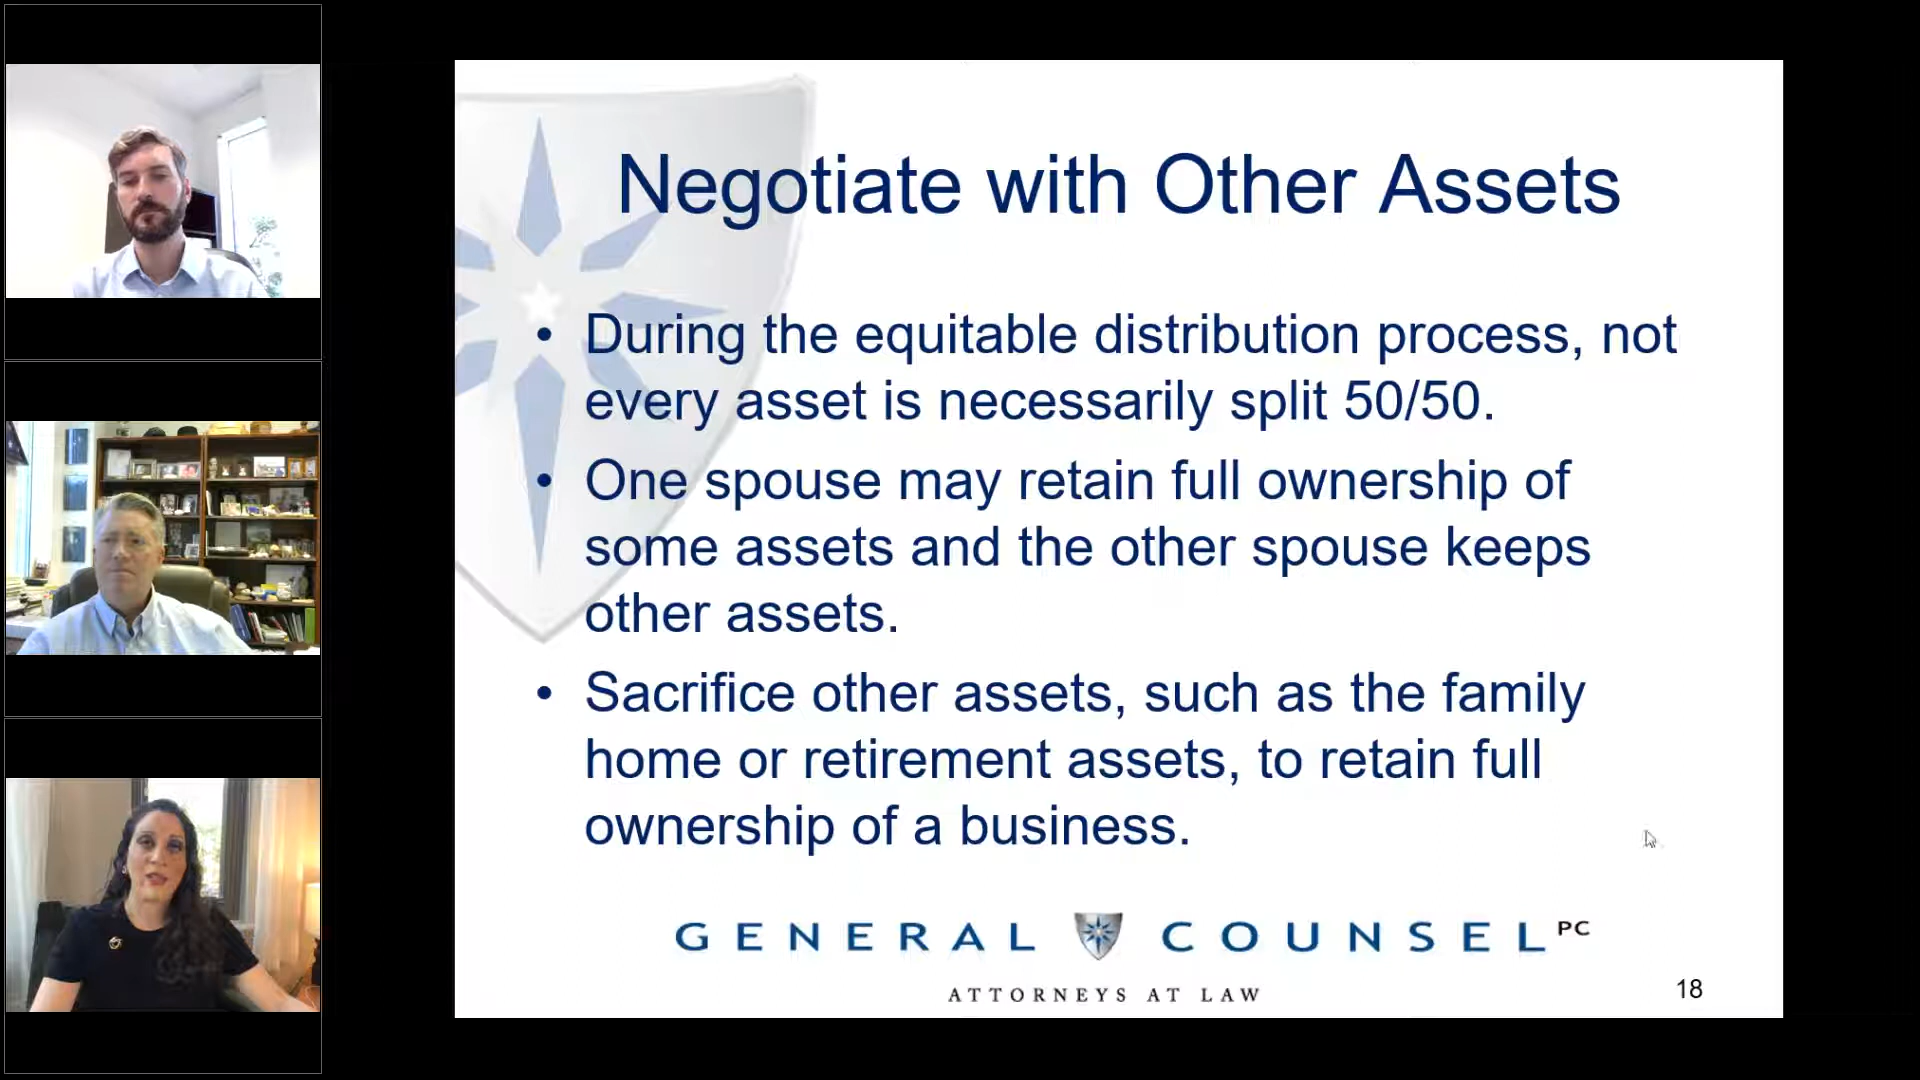 Negotiate with Other Assets
• During the equitable distribution process, not
every asset is necessarily split 50/50.
• One spouse may retain full ownership of
some assets and the other spouse keeps
other assets.
• Sacrifice other assets, such as the family
home or retirement assets, to retain full
ownership of a business.
GENERAL COUNSEL PC
ATTORNEYS AT LAW
18